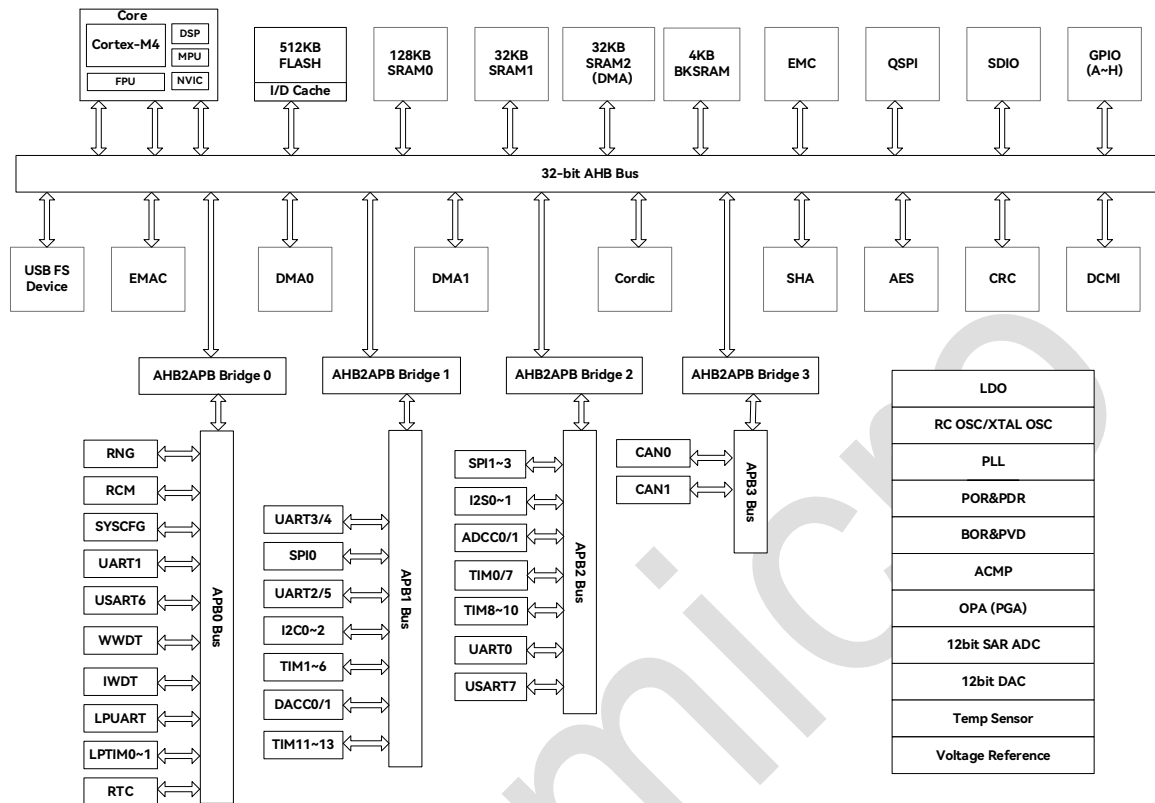 Core
Cortex-M4
DSP
MPU
FPU
NVIC
512KB
FLASH
I/D Cache
128KB
SRAM0
32KB
SRAM1
32KB
SRAM2
(DMA)
4KB
BKSRAM
EMC
QSPI
SDIO
GPIO
(A~H)
32-bit AHB Bus
USB FS
Device
EMAC
DMA0
DMA1
Cordic
SHA
AES
CRC
DCMI
AHB2APB Bridge 0
AHB2APB Bridge 1
AHB2APB Bridge 2
AHB2APB Bridge 3
RNG
RCM
SYSCFG
UART1
USART6
WWDT
IWDT
LPUART
LPTIM0~1
RTC
APB0 Bus
UART3/4
SPI0
UART2/5
I2C0~2
TIM1~6
DACC0/1
TIM11~13
APB1 Bus
SPI1~3
I2S0~1
ADCC0/1
TIM0/7
TIM8~10
UART0
USART7
APB2 Bus
CAN0
CAN1
APB3 Bus
LDO
RC OSC/XTAL OSC
PLL
POR&PDR
BOR&PVD
ACMP
OPA (PGA)
12bit SAR ADC
12bit DAC
Temp Sensor
Voltage Reference
micro